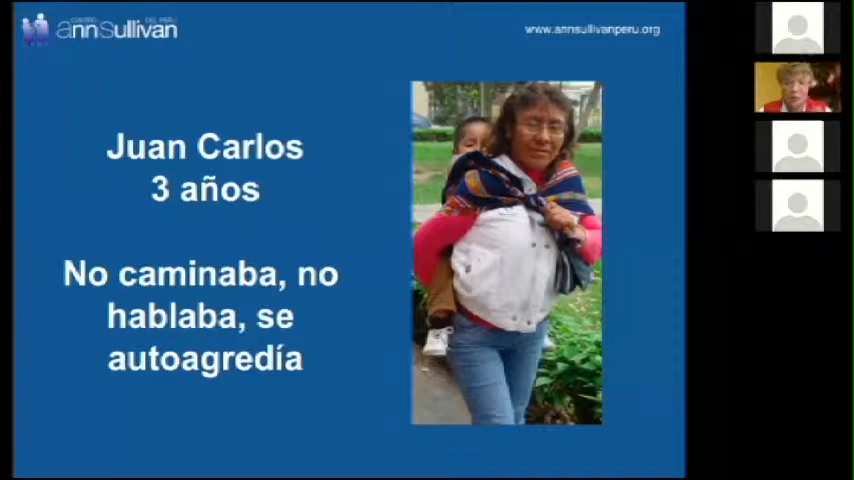 CENTRO DEL PERÚ
annsullivan
www.annsullivanperu.org
Juan Carlos
3 años
No caminaba, no
hablaba, se
autoagredía